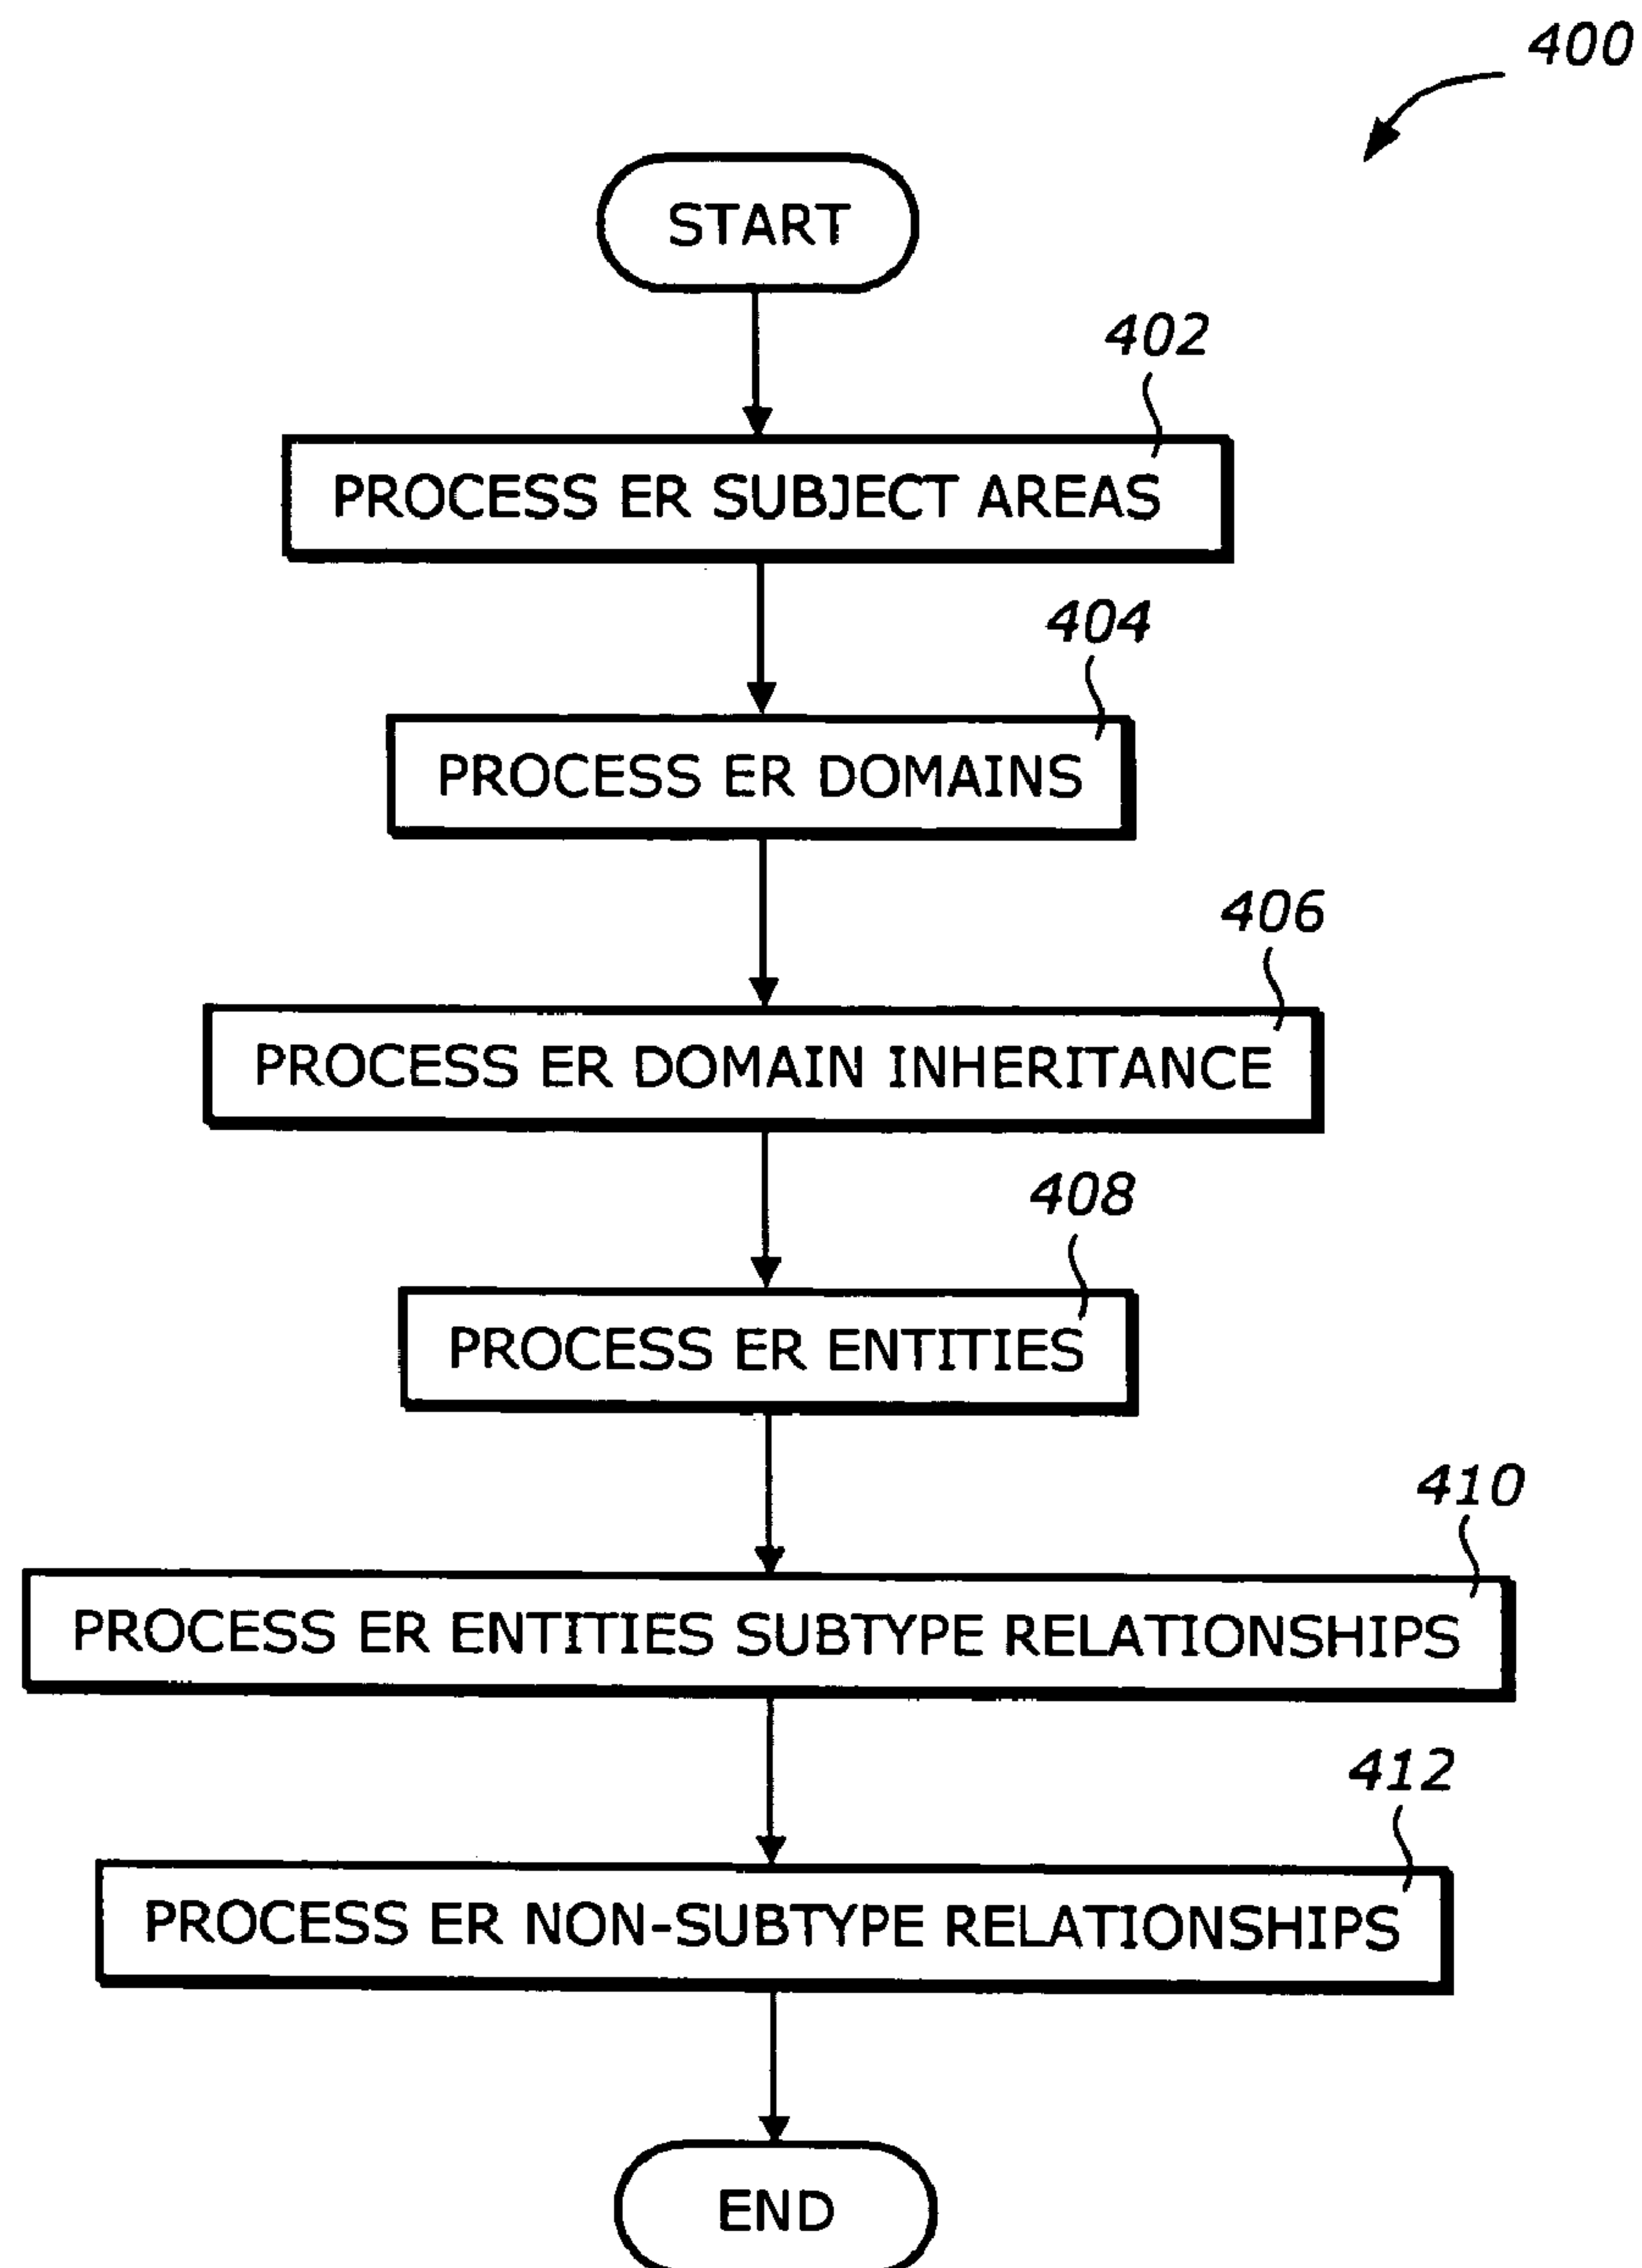 400
START
402
PROCESS ER SUBJECT AREAS
404
PROCESS ER DOMAINS
406
PROCESS ER DOMAIN INHERITANCE
408
PROCESS ER ENTITIES
410
PROCESS ER ENTITIES SUBTYPE RELATIONSHIPS
412
PROCESS ER NON-SUBTYPE RELATIONSHIPS
END